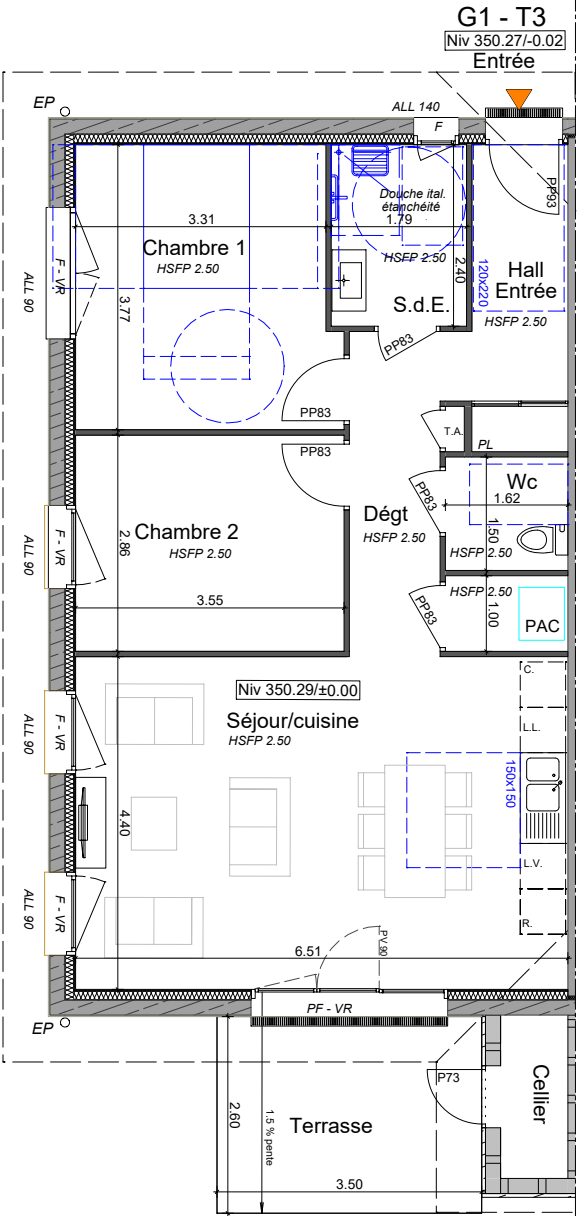 G1 - T3
Niv 350.27/-0.02
Entrée
EP
ALL 140
F
PP93
Douche ital.
étanchéité
3.31
1.79
Chambre 1
HSFP 2.50
HSFP 2.50
2.40
120x220
Hall
Entrée
HSFP 2.50
F - VR
ALL 90
3.77
S.d.E.
PP83
PP83
T.A.
PL
PP83
Wc
1.62
PP83
Dégt
HSFP 2.50
1.50
HSFP 2.50
Chambre 2
HSFP 2.50
2.86
F - VR
ALL 90
3.55
HSFP 2.50
1.00
PP83
PAC
Niv 350.29/±0.00
Séjour/cuisine
HSFP 2.50
C.
L.L.
F - VR
ALL 90
150x150
4.40
L.V.
R.
F - VR
ALL 90
PV.90
6.51
PF - VR
EP
P73
Cellier
2.60
1.5 % pente
Terrasse
3.50